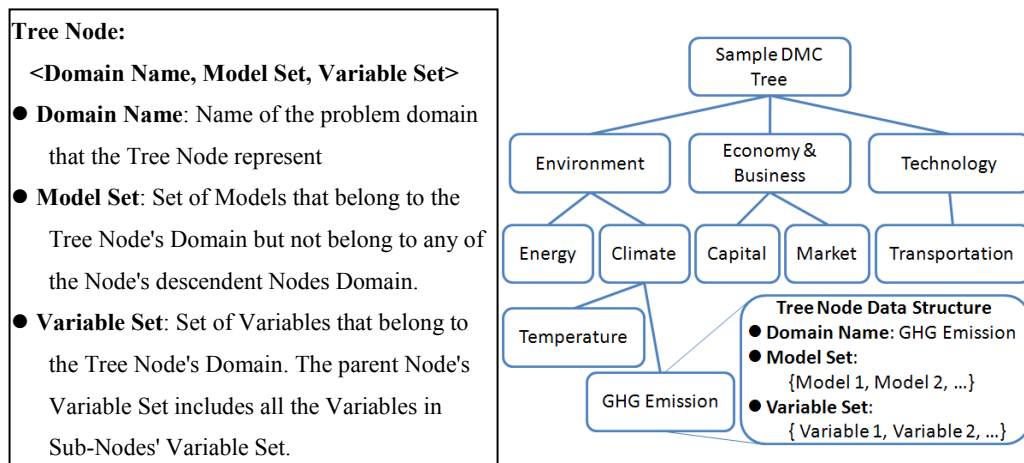 Tree Node:
<Domain Name, Model Set, Variable Set>
● Domain Name: Name of the problem domain
that the Tree Node represent
● Model Set: Set of Models that belong to the
Tree Node's Domain but not belong to any of
the Node's descendent Nodes Domain.
● Variable Set: Set of Variables that belong to
the Tree Node's Domain. The parent Node's
Variable Set includes all the Variables in
Sub-Nodes' Variable Set.
Sample DMC
Tree
Environment
Economy &
Business
Technology
Energy
Climate
Capital
Market
Transportation
Temperature
GHG Emission
Tree Node Data Structure
● Domain Name: GHG Emission
● Model Set:
{Model 1, Model 2, ...}
● Variable Set:
{ Variable 1, Variable 2, ...}